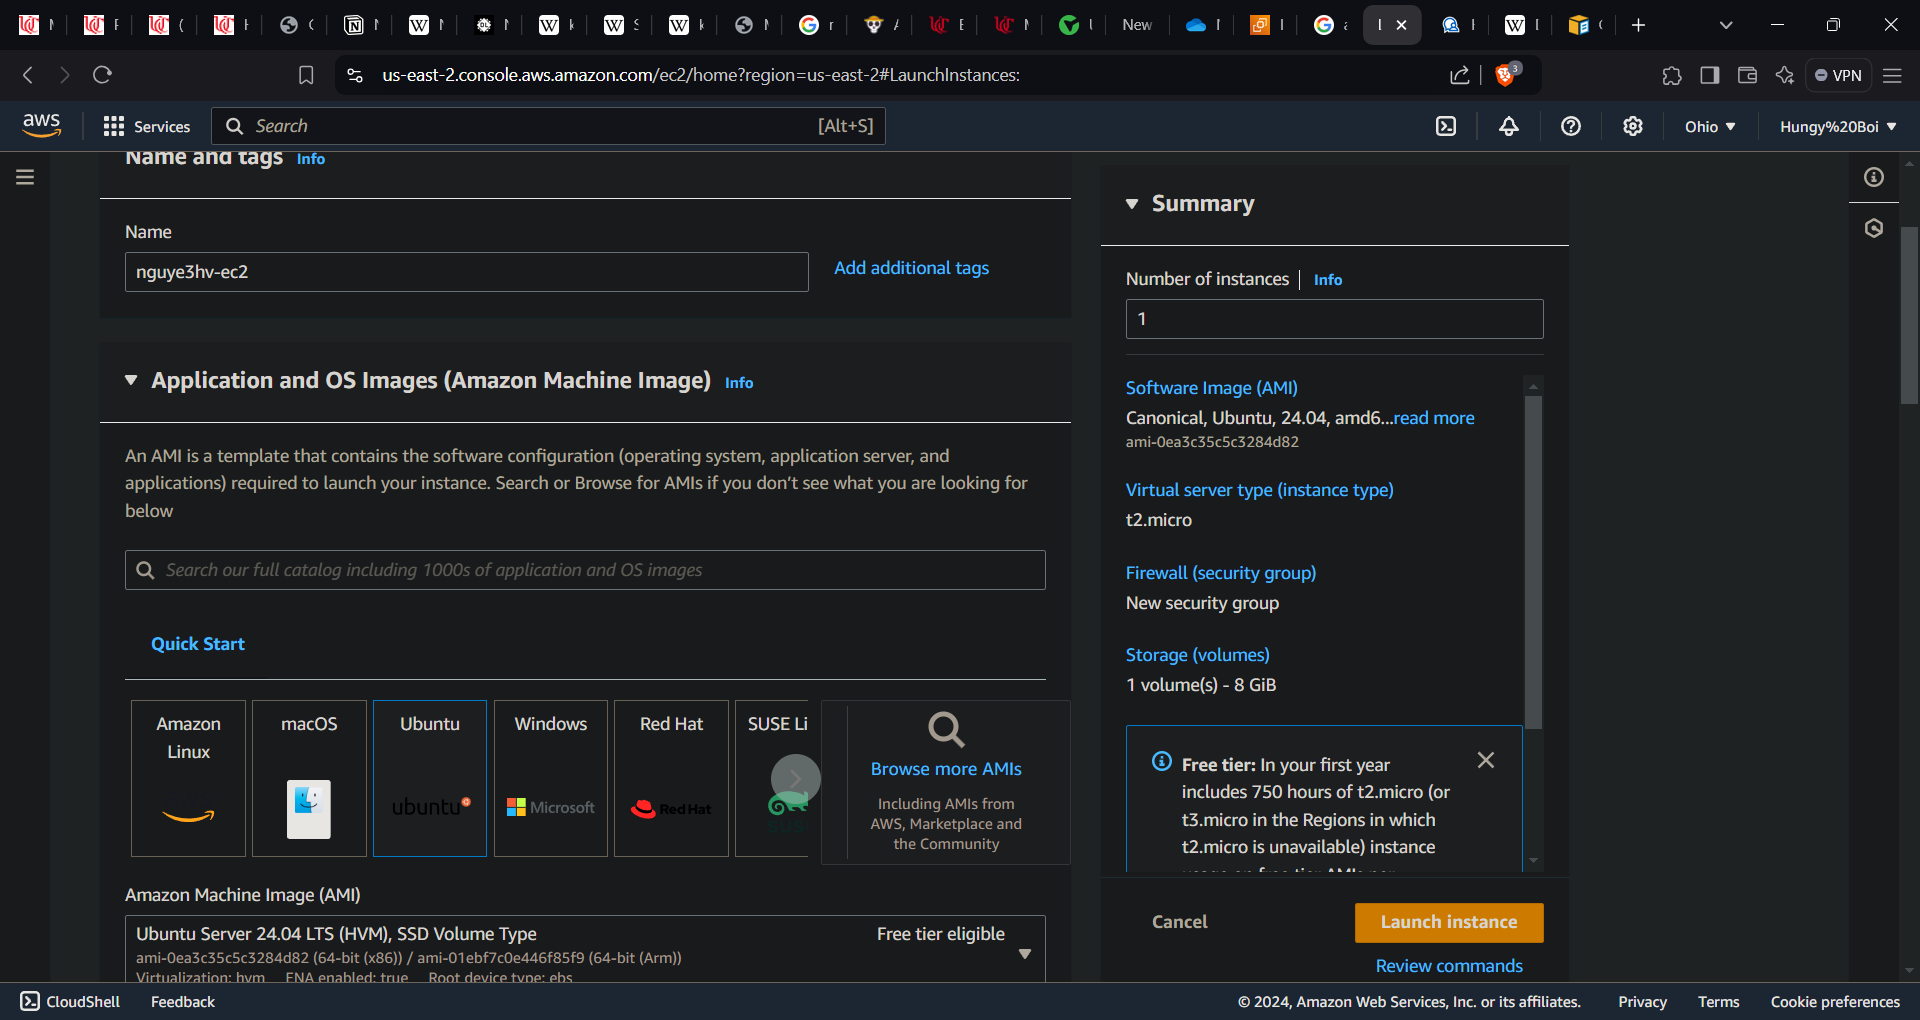 New
VPN
us-east-2.console.aws.amazon.com/ec2/home?region=us-east-2#LaunchInstances:
3
aws
Services
Search
[Alt+S]
Ohio
Hungy%20Boi
Name and tags Info
Name
nguye3hv-ec2
Add additional tags
Application and OS Images (Amazon Machine Image) Info
An AMI is a template that contains the software configuration (operating system, application server, and
applications) required to launch your instance. Search or Browse for AMIs if you don't see what you are looking for
below
Search our full catalog including 1000s of application and OS images
Quick Start
Amazon
Linux
macOS
Ubuntu
ubuntu
Windows
Microsoft
Red Hat
Red Hat
SUSE Li
Browse more AMIs
Including AMIs from
AWS, Marketplace and
the Community
Amazon Machine Image (AMI)
Ubuntu Server 24.04 LTS (HVM), SSD Volume Type
Free tier eligible
ami-0ea3c35c5c3284d82 (64-bit (x86)) / ami-01ebf7c0e446f85f9 (64-bit (Arm))
Virtualization: hvm ENA enabled: true Root device type: ebs
Summary
Number of instances Info
1
Software Image (AMI)
Canonical, Ubuntu, 24.04, amd6...read more
ami-0ea3c35c5c3284d82
Virtual server type (instance type)
t2.micro
Firewall (security group)
New security group
Storage (volumes)
1 volume(s) - 8 GiB
Free tier: In your first year
includes 750 hours of t2.micro (or
t3.micro in the Regions in which
t2.micro is unavailable) instance
usage on free tier AMIs per
Cancel
Launch instance
Review commands
CloudShell
Feedback
© 2024, Amazon Web Services, Inc. or its affiliates.
Privacy
Terms
Cookie preferences